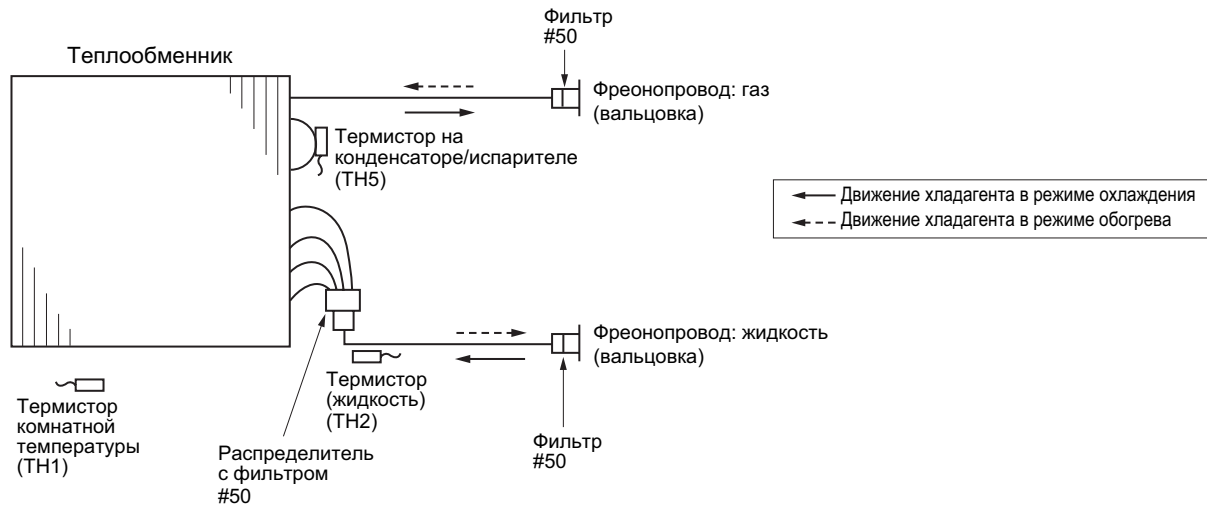 Фильтр
#50
Теплообменник
Фреонопровод: газ
(вальцовка)
Термистор на
конденсаторе/испарителе
(TH5)
Движение хладагента в режиме охлаждения
Движение хладагента в режиме обогрева
Фреонопровод: жидкость
(вальцовка)
Термистор
(жидкость)
(TH2)
Термистор
комнатной
температуры
(TH1)
Распределитель
с фильтром
#50
Фильтр
#50